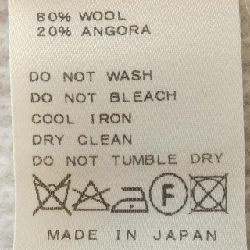 80% WOOL
20% ANGORA
DO NOT WASH
DO NOT BLEACH
COOL IRON
DRY CLEAN
DO NOT TUMBLE DRY
F
MADE IN JAPAN